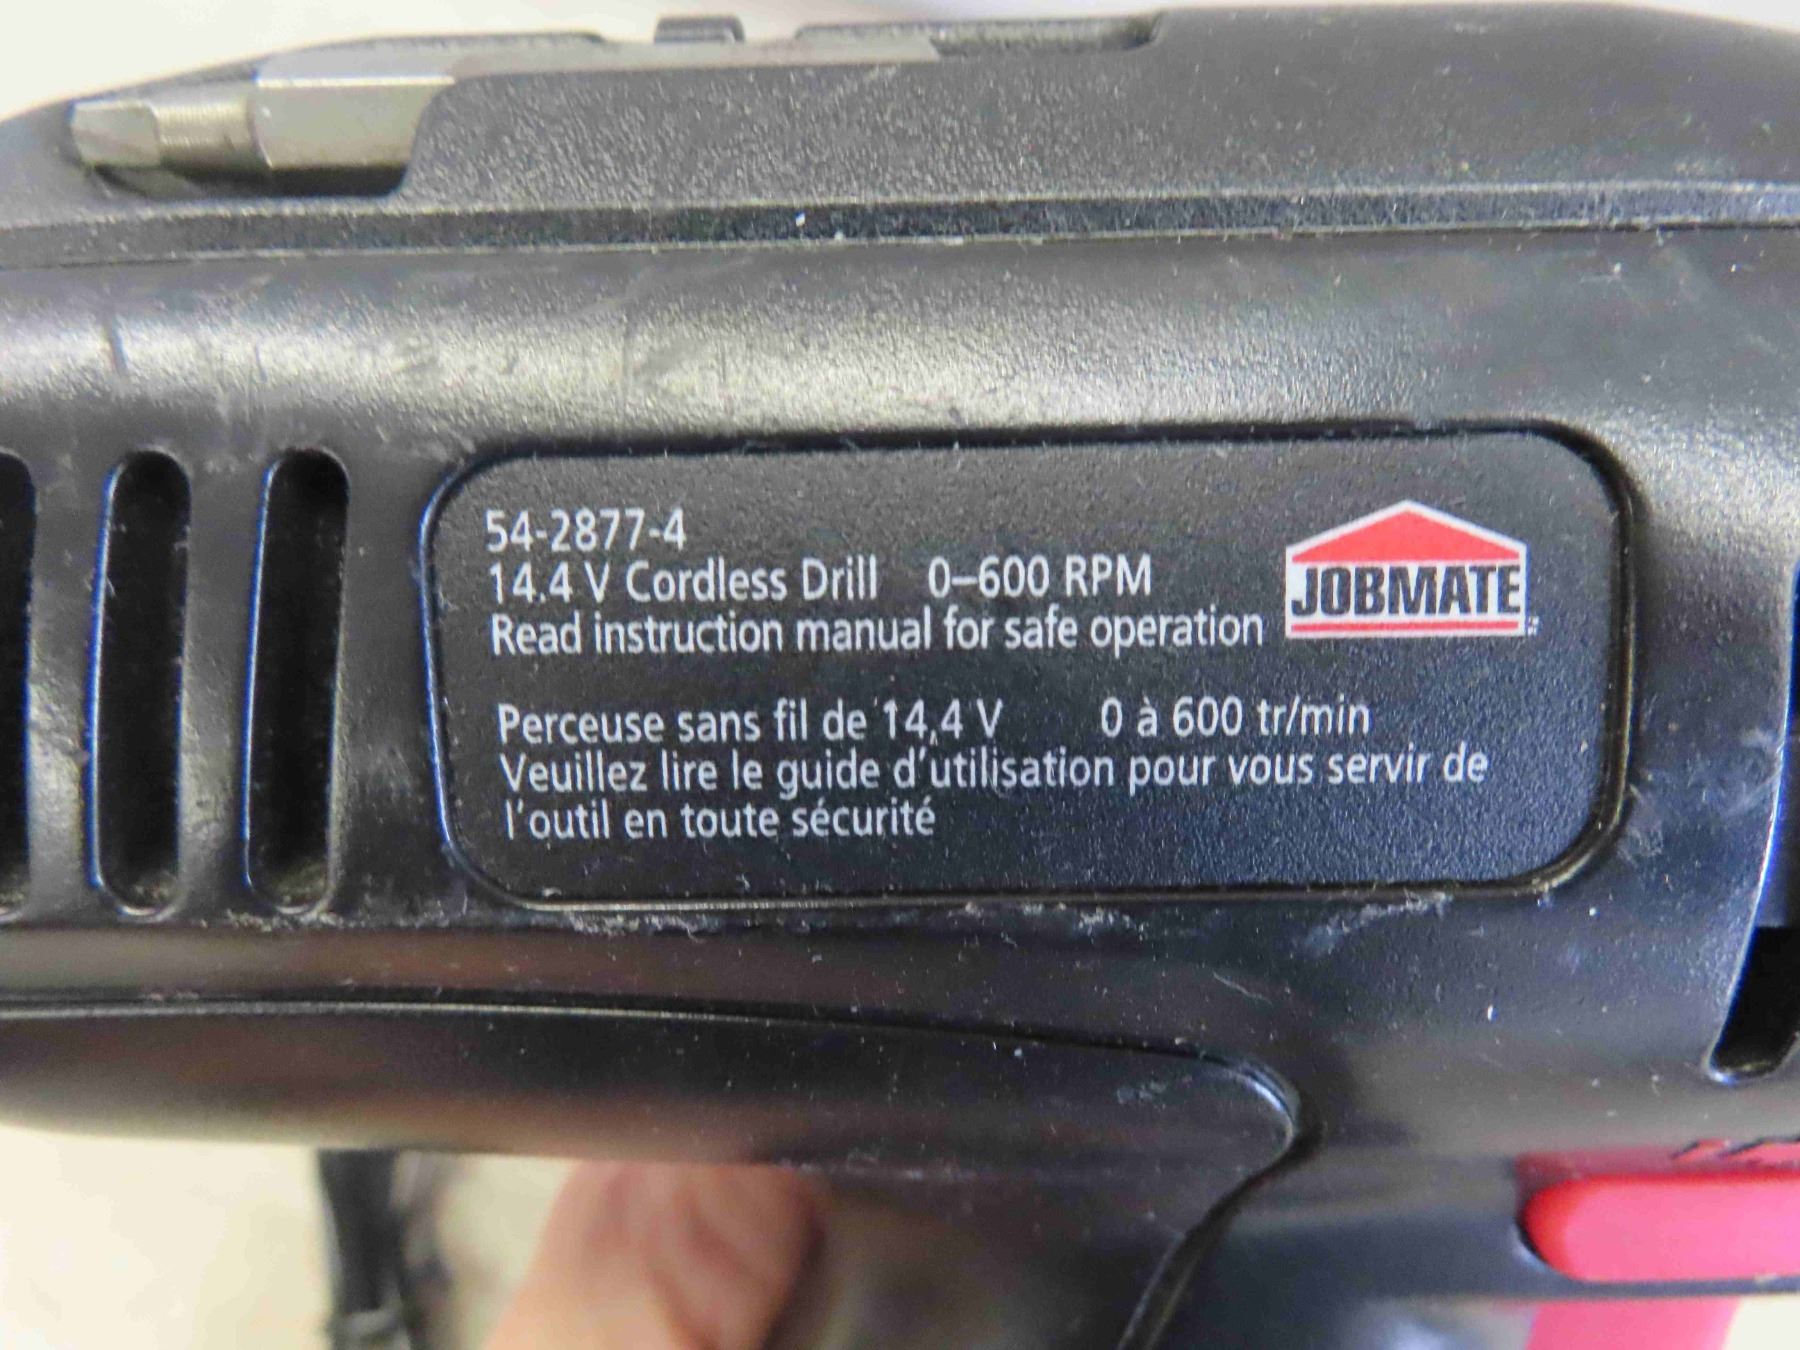 54-2877-4
14.4 V Cordless Drill 0–600 RPM
Read instruction manual for safe operation
JOBMATE
Perceuse sans fil de 14,4 V 0 à 600 tr/min
Veuillez lire le guide d'utilisation pour vous servir de
l'outil en toute sécurité